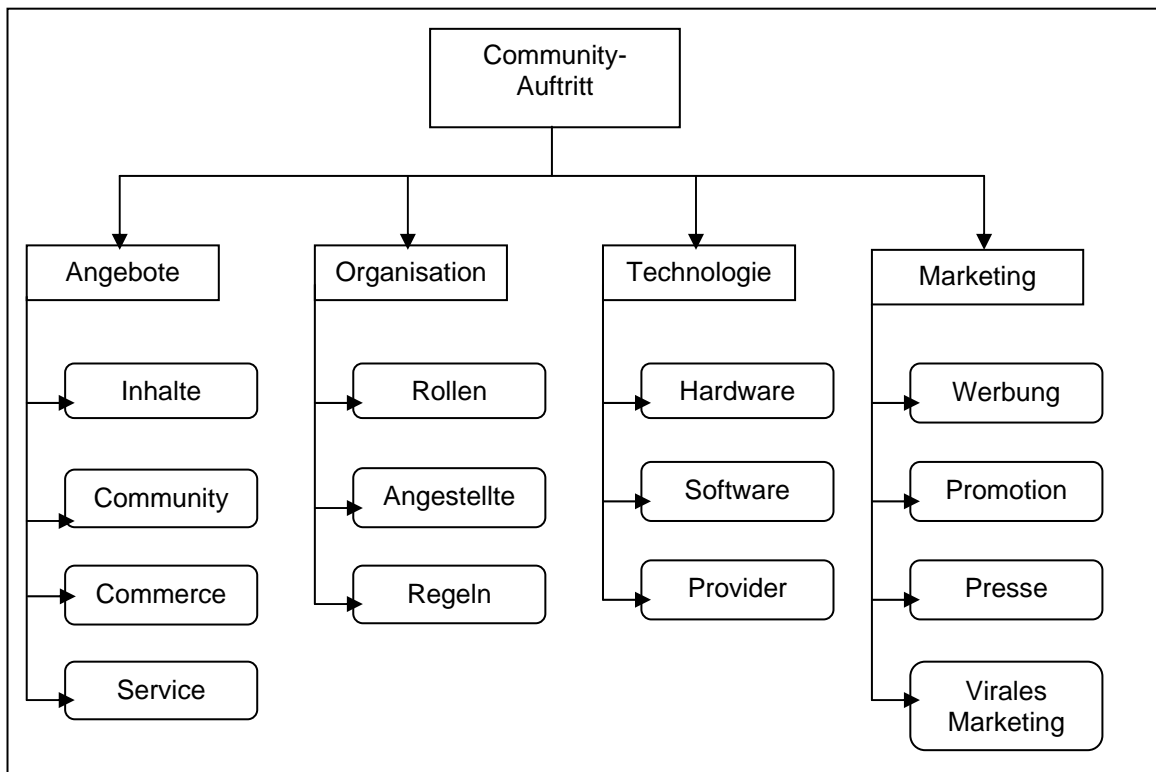 Community-
Auftritt
Angebote
Organisation
Technologie
Marketing
Inhalte
Rollen
Hardware
Werbung
Community
Angestellte
Software
Promotion
Commerce
Regeln
Provider
Presse
Service
Virales
Marketing